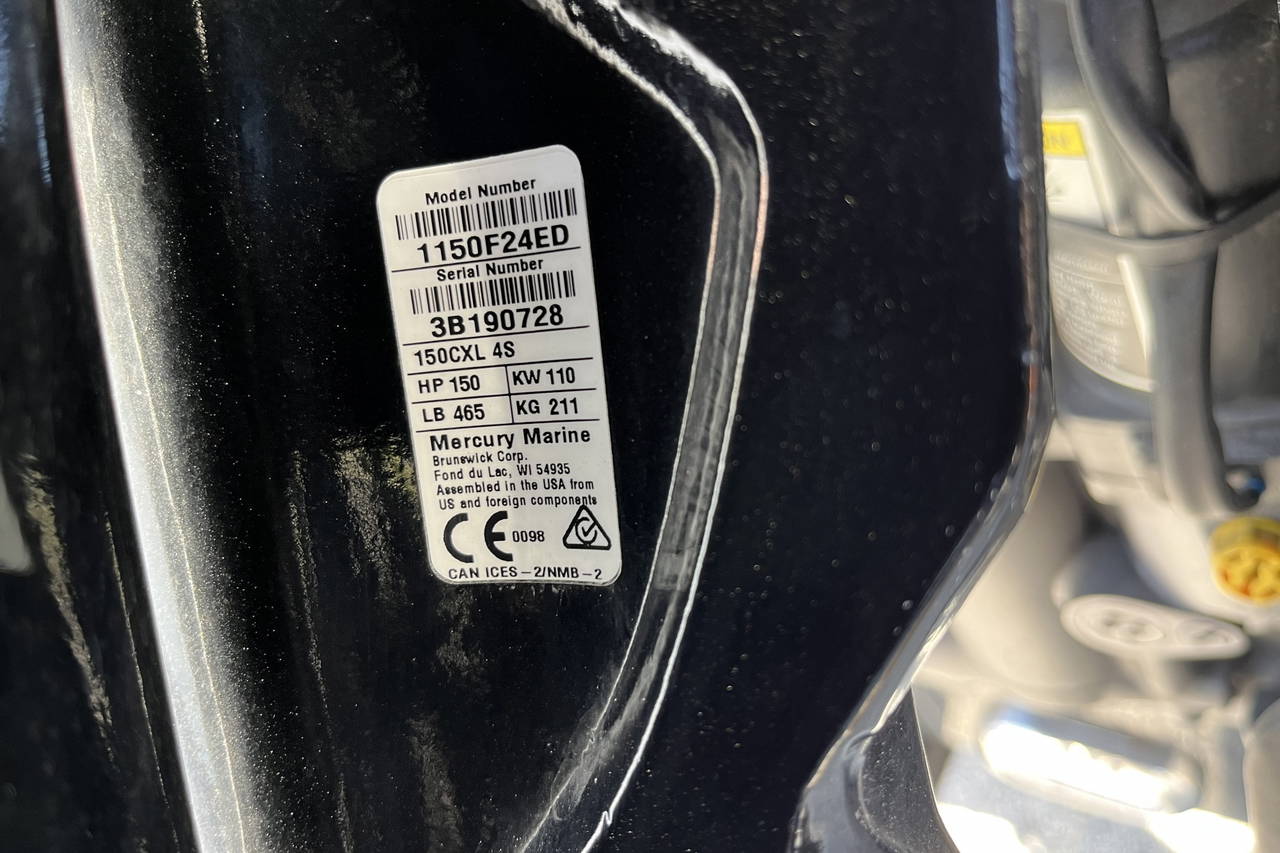 Model Number
1150F24ED
Serial Number
3B190728
150CXL 4S
HP 150 KW 110
LB 465 KG 211
Mercury Marine
Brunswick Corp.
Fond du Lac, WI 54935
Assembled in the USA from
US and foreign components
CE 0098
CAN ICES-2/NMB-2